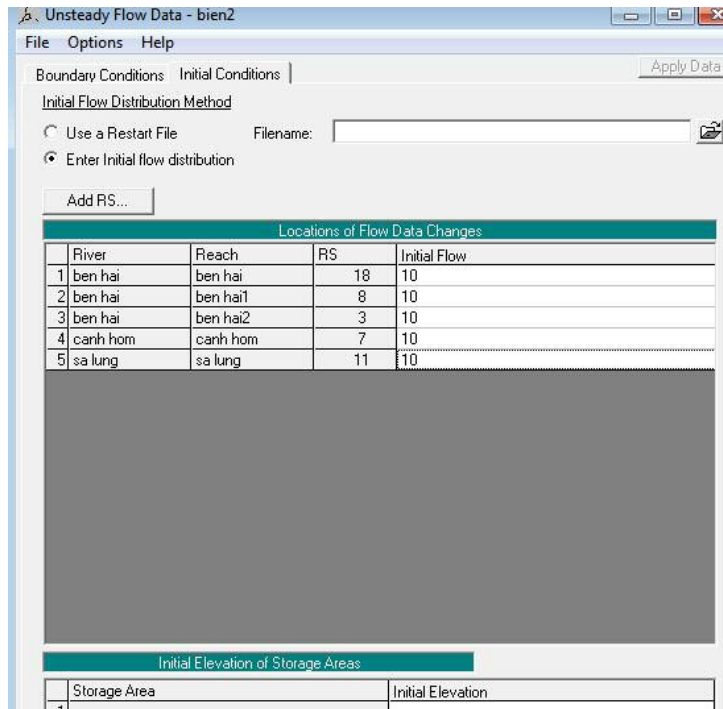 Unsteady Flow Data - bien2
File Options Help
Boundary Conditions Initial Conditions Apply Data
Initial Flow Distribution Method
Use a Restart File Filename:
Enter Initial flow distribution
Add RS...
Locations of Flow Data Changes
River Reach RS Initial Flow
1 ben hai ben hai 18 10
2 ben hai ben hai1 8 10
3 ben hai ben hai2 3 10
4 canh hom canh hom 7 10
5 sa lung sa lung 11 10
Initial Elevation of Storage Areas
Storage Area Initial Elevation
1